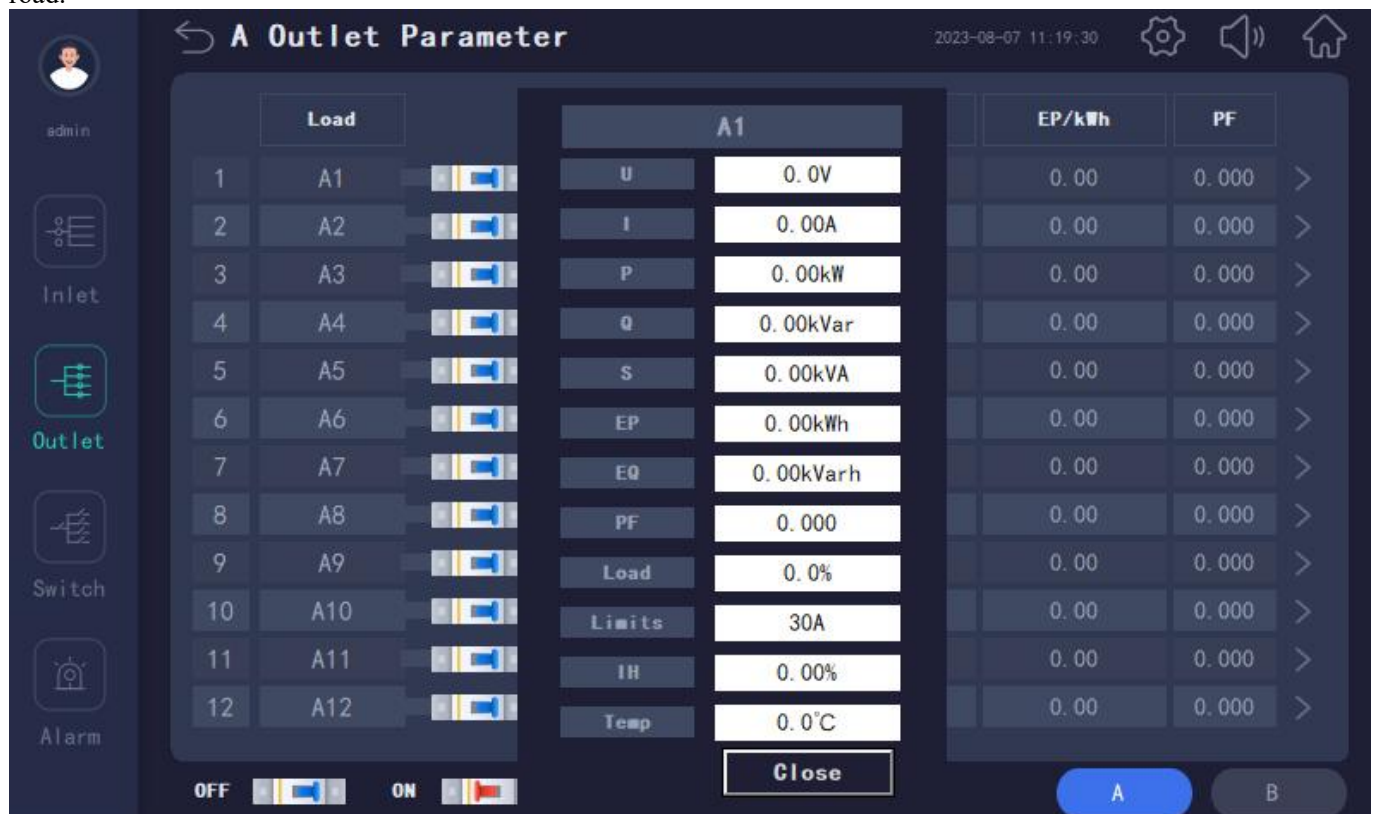 road.
A Outlet Parameter 2023-08-07 11:19:30
admin
Inlet
Outlet
Switch
Alarm
Load EP/kWh PF
1 A1 0.00 0.000 >
2 A2 0.00 0.000 >
3 A3 0.00 0.000 >
4 A4 0.00 0.000 >
5 A5 0.00 0.000 >
6 A6 0.00 0.000 >
7 A7 0.00 0.000 >
8 A8 0.00 0.000 >
9 A9 0.00 0.000 >
10 A10 0.00 0.000 >
11 A11 0.00 0.000 >
12 A12 0.00 0.000 >
A1
U 0.0V
I 0.00A
P 0.00kW
Q 0.00kVar
S 0.00kVA
EP 0.00kWh
EQ 0.00kVarh
PF 0.000
Load 0.0%
Limits 30A
IH 0.00%
Temp 0.0℃
Close
OFF ON A B